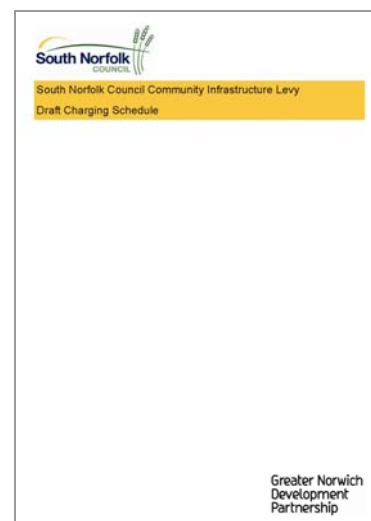 South Norfolk
COUNCIL
South Norfolk Council Community Infrastructure Levy
Draft Charging Schedule
Greater Norwich
Development
Partnership